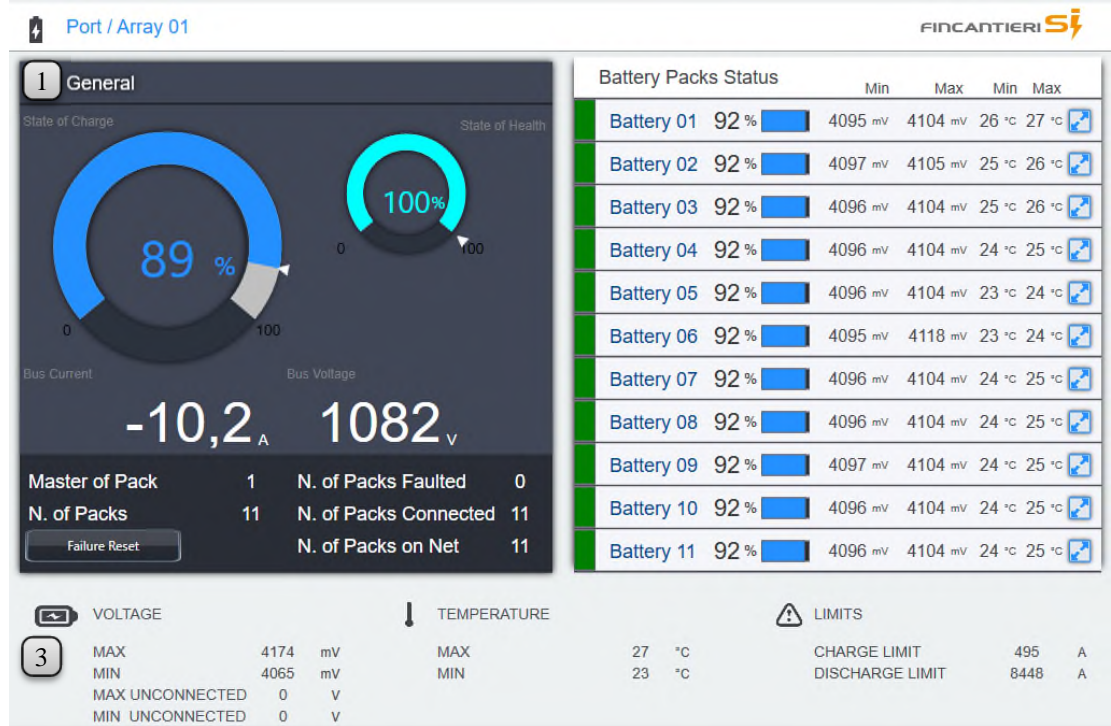 Port / Array 01
FINCANTIERI SI
1 General
State of Charge
State of Health
89 %
100%
0 100
0 100
Bus Current Bus Voltage
-10,2 A 1082 V
Master of Pack 1 N. of Packs Faulted 0
N. of Packs 11 N. of Packs Connected 11
Failure Reset N. of Packs on Net 11
Battery Packs Status Min Max Min Max
Battery 01 92 % 4095 mV 4104 mV 26 °C 27 °C
Battery 02 92 % 4097 mV 4105 mV 25 °C 26 °C
Battery 03 92 % 4096 mV 4104 mV 25 °C 26 °C
Battery 04 92 % 4096 mV 4104 mV 24 °C 25 °C
Battery 05 92 % 4096 mV 4104 mV 23 °C 24 °C
Battery 06 92 % 4095 mV 4118 mV 23 °C 24 °C
Battery 07 92 % 4096 mV 4104 mV 24 °C 25 °C
Battery 08 92 % 4096 mV 4104 mV 24 °C 25 °C
Battery 09 92 % 4097 mV 4104 mV 24 °C 25 °C
Battery 10 92 % 4096 mV 4104 mV 24 °C 25 °C
Battery 11 92 % 4096 mV 4104 mV 24 °C 25 °C
VOLTAGE
3
MAX 4174 mV
MIN 4065 mV
MAX UNCONNECTED 0 V
MIN UNCONNECTED 0 V
TEMPERATURE
MAX 27 °C
MIN 23 °C
LIMITS
CHARGE LIMIT 495 A
DISCHARGE LIMIT 8448 A